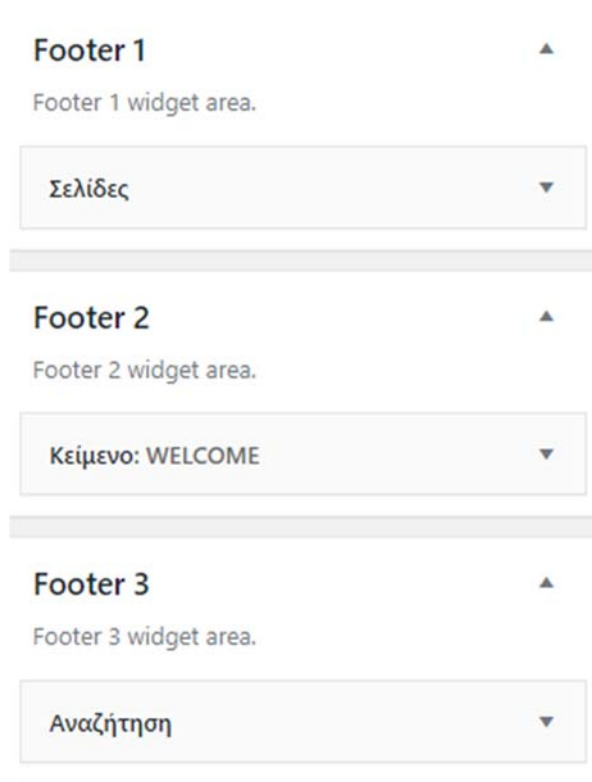 Footer 1
Footer 1 widget area.
Σελίδες
Footer 2
Footer 2 widget area.
Κείμενο: WELCOME
Footer 3
Footer 3 widget area.
Αναζήτηση